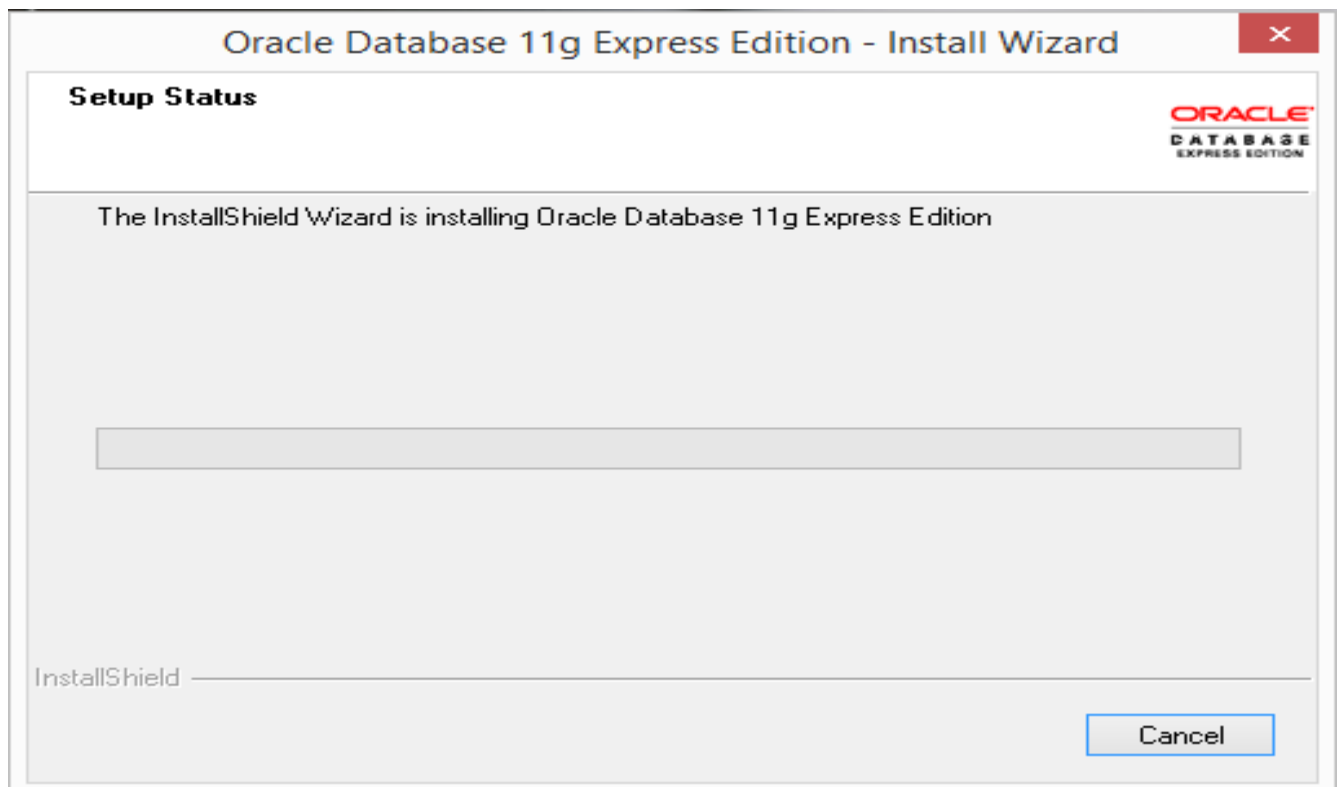 Oracle Database 11g Express Edition - Install Wizard
Setup Status
ORACLE
DATABASE
EXPRESS EDITION
The InstallShield Wizard is installing Oracle Database 11g Express Edition
InstallShield
Cancel